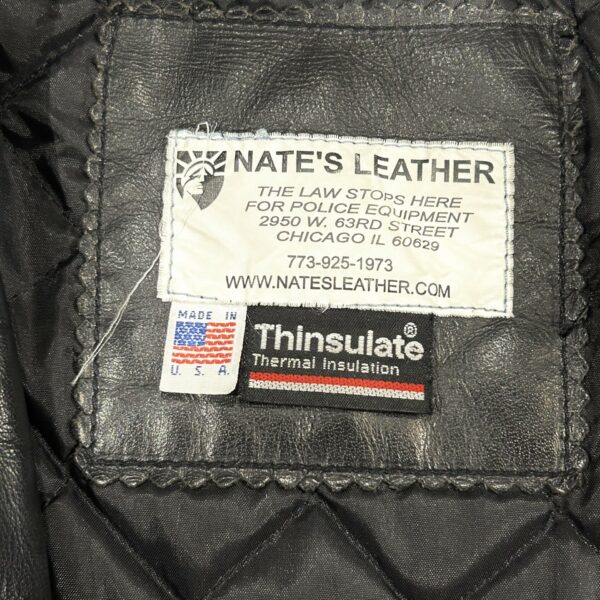 NATE'S LEATHER
THE LAW STOPS HERE
FOR POLICE EQUIPMENT
2950 W. 63RD STREET
CHICAGO IL 60629
773-925-1973
WWW.NATESLEATHER.COM
MADE IN
U. S. A.
Thinsulate®
Thermal Insulation